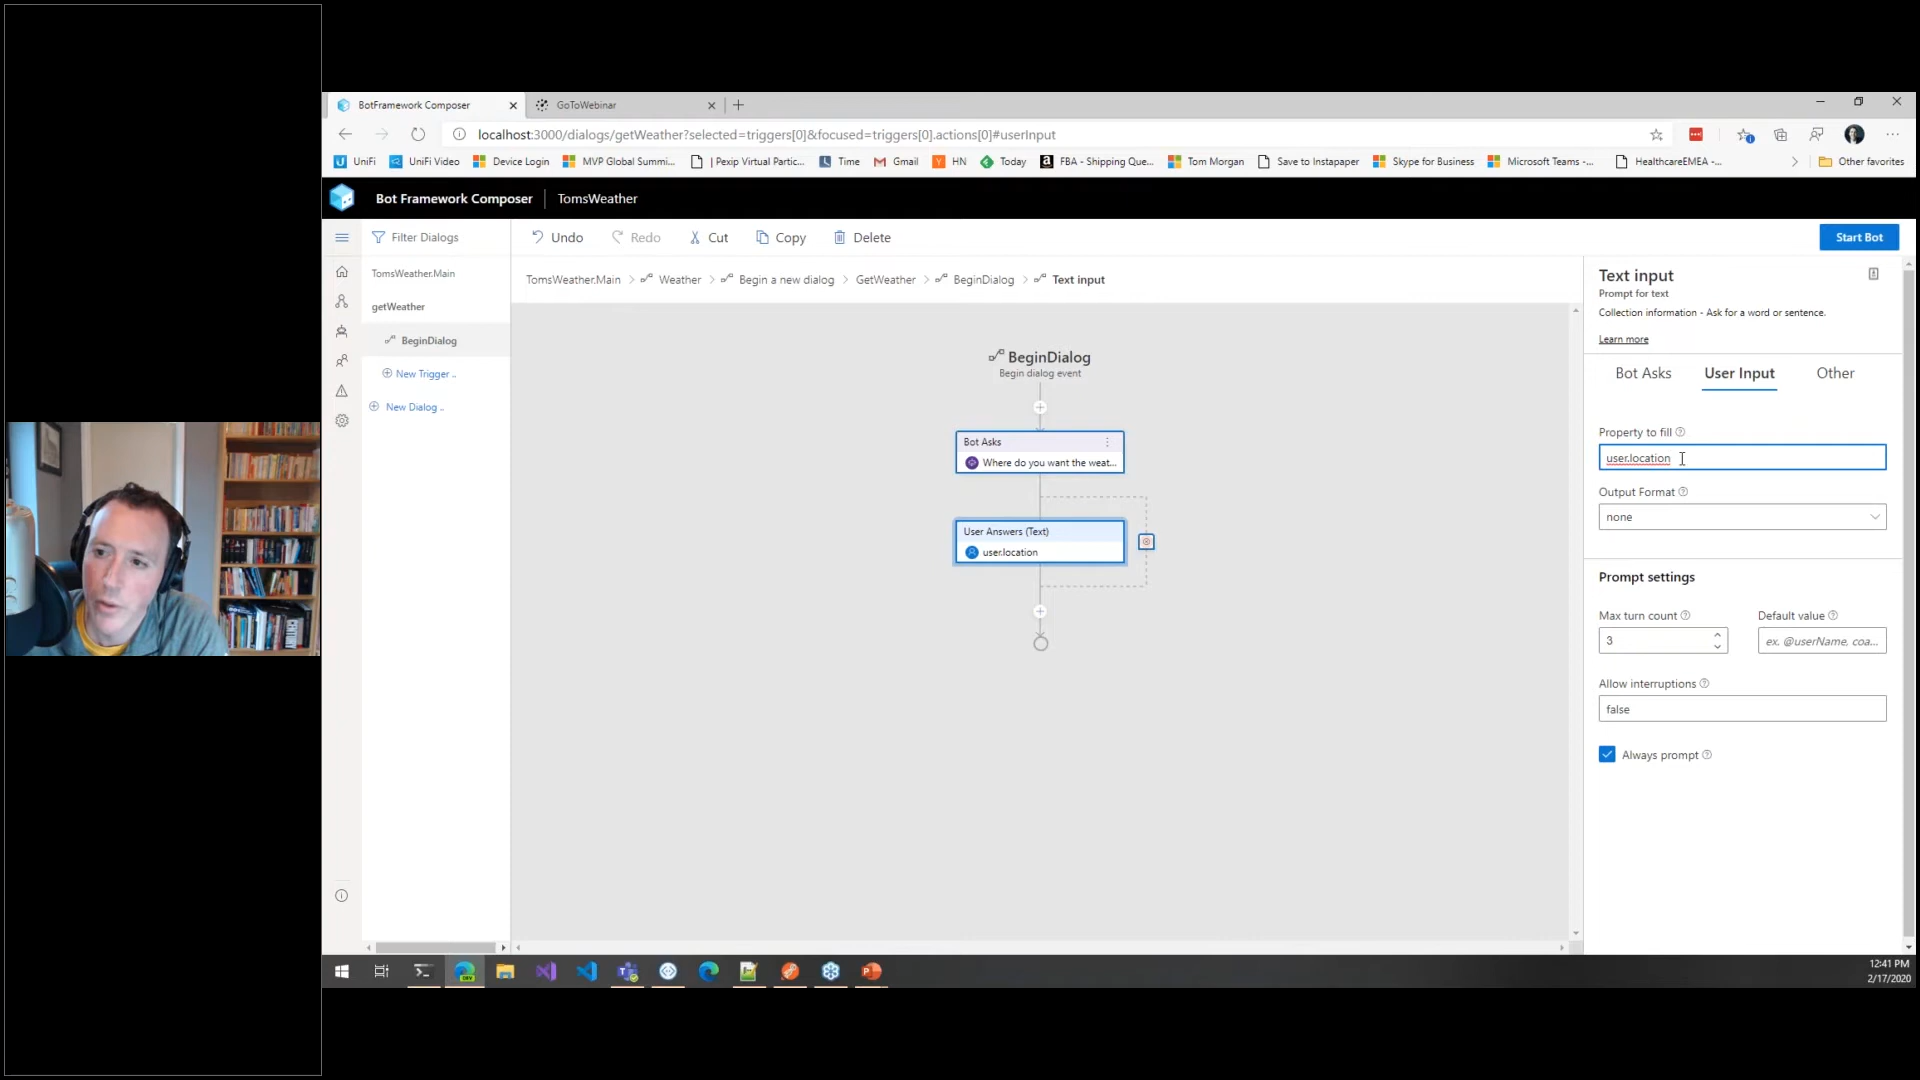 BotFramework Composer
GoToWebinar
localhost:3000/dialogs/getWeather?selected=triggers[0]&focused=triggers[0].actions[0]#userInput
UniFi
UniFi Video
Device Login
MVP Global Summi...
| Pexip Virtual Partic...
Time
Gmail
HN
Today
FBA - Shipping Que...
Tom Morgan
Save to Instapaper
Skype for Business
Microsoft Teams -...
HealthcareEMEA -...
Other favorites
Bot Framework Composer
TomsWeather
Filter Dialogs
Undo
Redo
Cut
Copy
Delete
Start Bot
TomsWeather.Main
getWeather
BeginDialog
New Trigger ..
New Dialog ..
TomsWeather.Main > Weather > Begin a new dialog > GetWeather > BeginDialog > Text input
BeginDialog
Begin dialog event
Bot Asks
Where do you want the weat...
User Answers (Text)
user.location
Text input
Prompt for text
Collection information - Ask for a word or sentence.
Learn more
Bot Asks
User Input
Other
Property to fill
user.location
Output Format
none
Prompt settings
Max turn count
Default value
3
ex. @userName, coa...
Allow interruptions
false
Always prompt
12:41 PM
2/17/2020